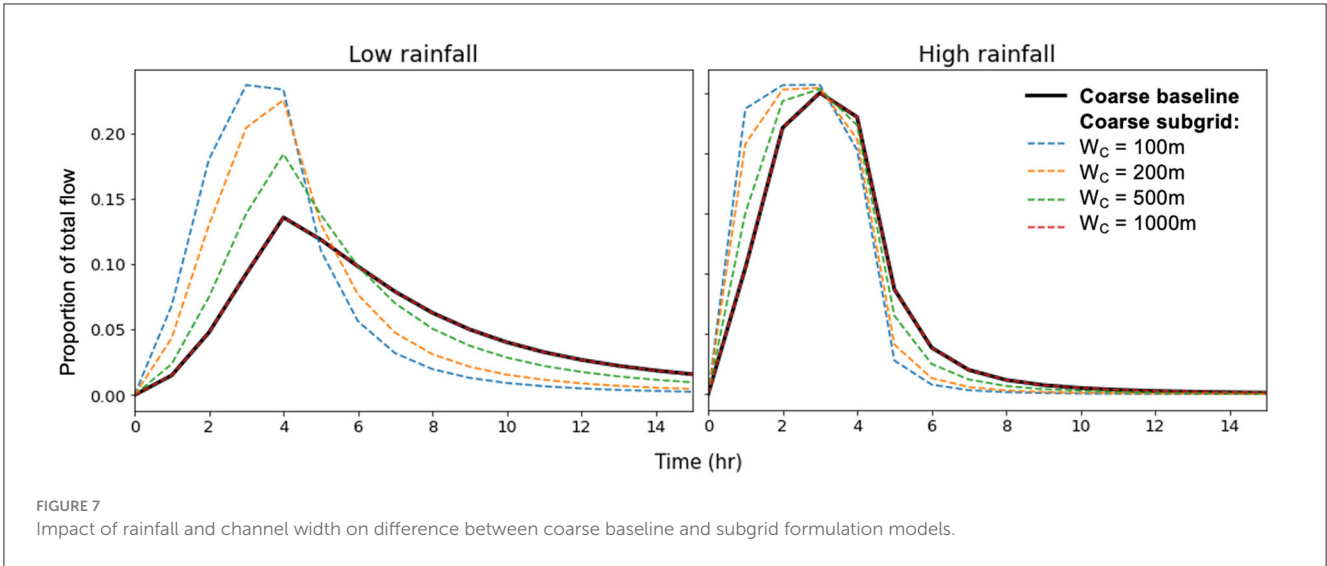 Low rainfall
High rainfall
Proportion of total flow
0.20
0.15
0.10
0.05
0.00
0 2 4 6 8 10 12 14
0 2 4 6 8 10 12 14
Time (hr)
Coarse baseline
Coarse subgrid:
W_C = 100m
W_C = 200m
W_C = 500m
W_C = 1000m
FIGURE 7
Impact of rainfall and channel width on difference between coarse baseline and subgrid formulation models.